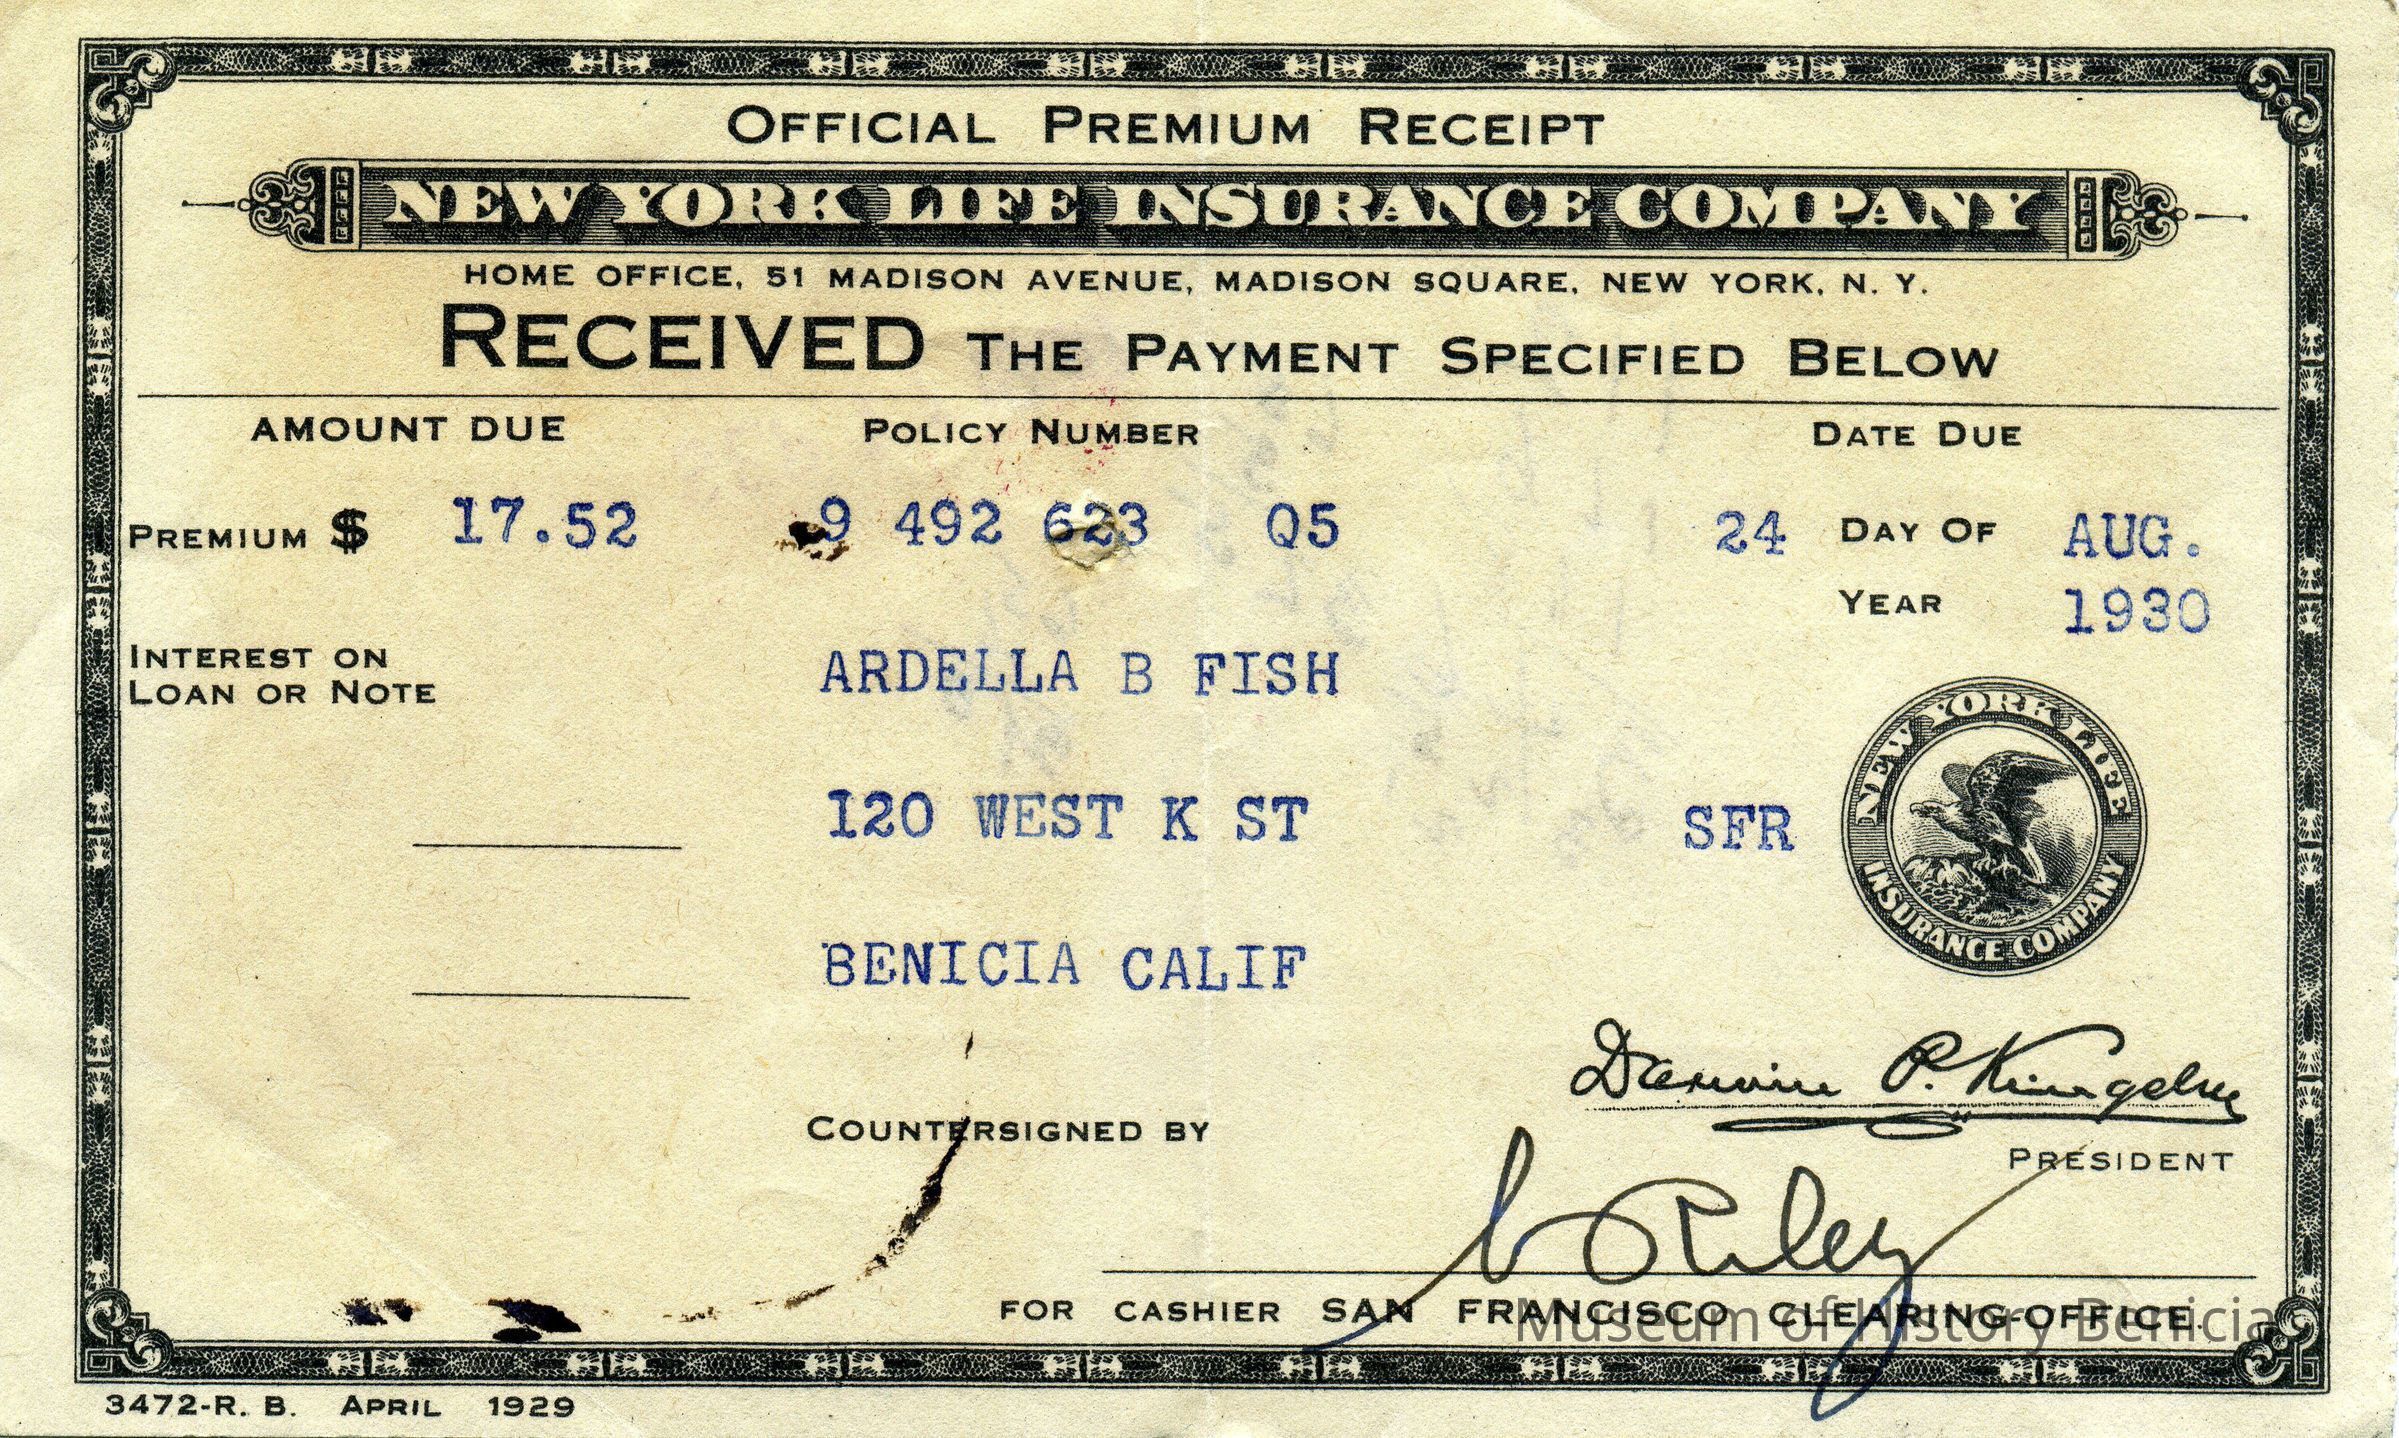 OFFICIAL PREMIUM RECEIPT
NEW YORK LIFE INSURANCE COMPANY
HOME OFFICE, 51 MADISON AVENUE, MADISON SQUARE, NEW YORK, N. Y.
RECEIVED THE PAYMENT SPECIFIED BELOW
AMOUNT DUE POLICY NUMBER DATE DUE
PREMIUM $ 17.52 9 492 623 Q5 24 DAY OF AUG.
YEAR 1930
INTEREST ON
LOAN OR NOTE
ARDELLA B FISH
120 WEST K ST SFR
BENICIA CALIF
NEW YORK LIFE
INSURANCE COMPANY
Darwin P. Kingsley
PRESIDENT
COUNTERSIGNED BY
Riley
FOR CASHIER SAN FRANCISCO CLEARING-OFFICE.
Museum of History Benicia
3472-R. B. APRIL 1929